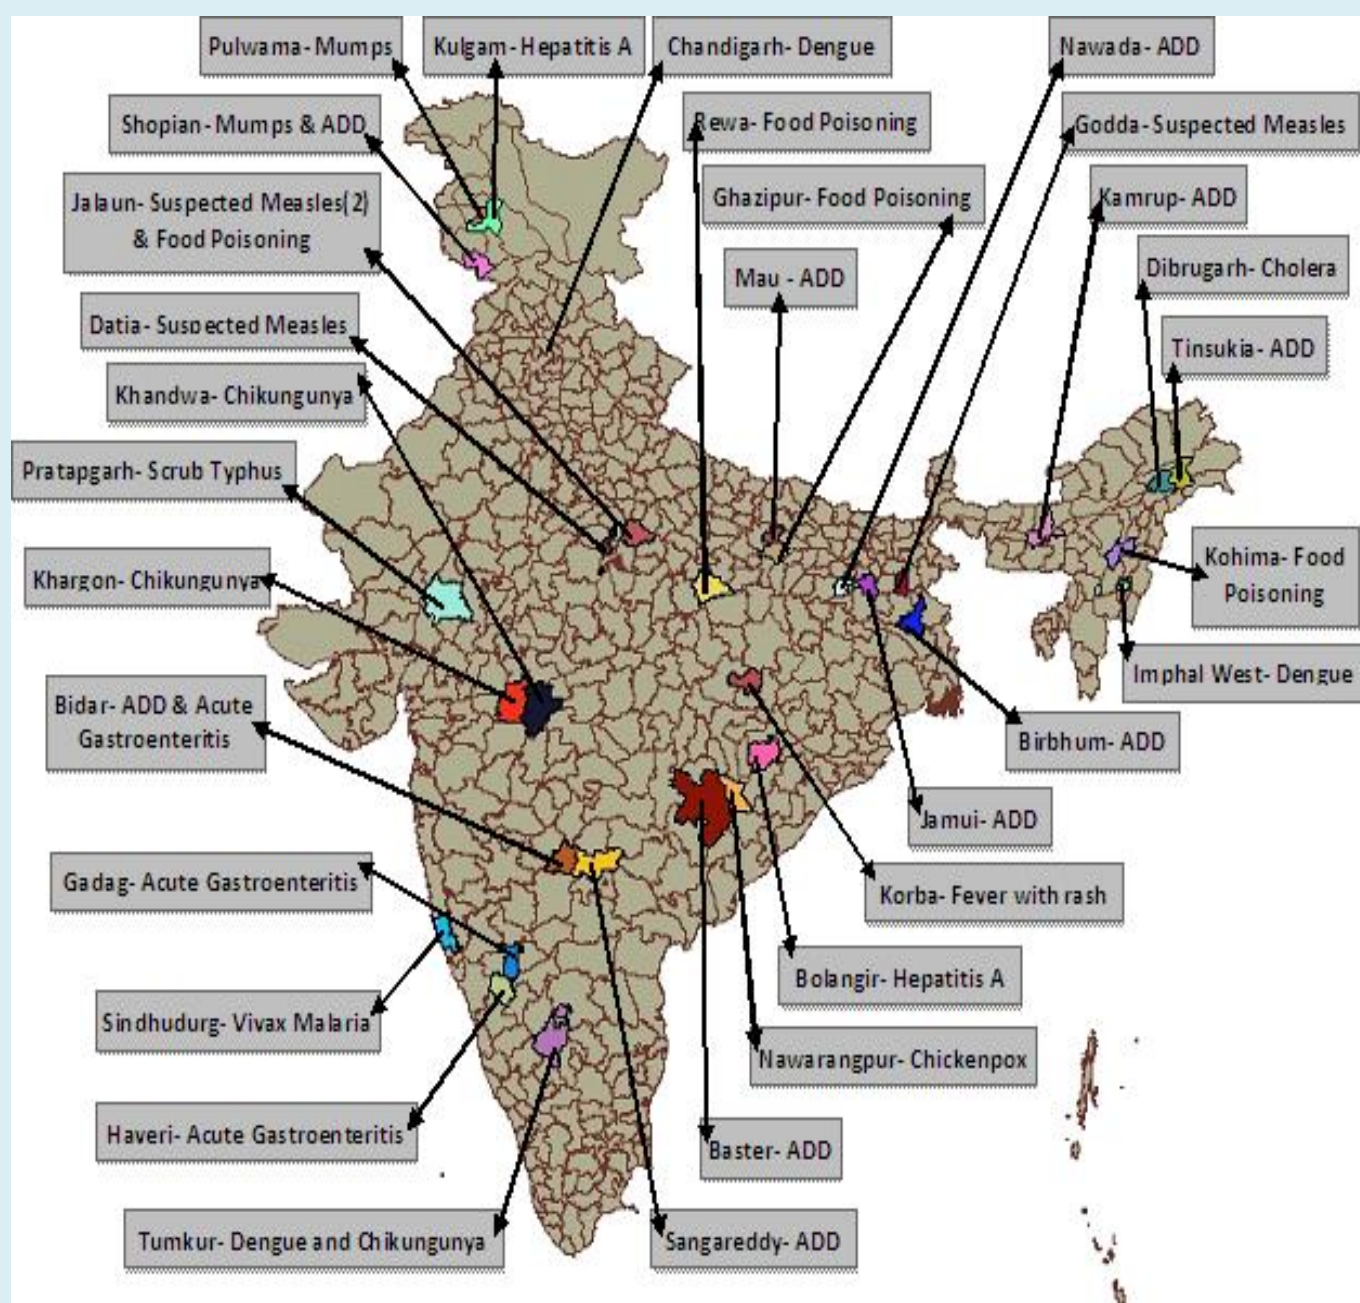 Pulwama- Mumps
Kulgam- Hepatitis A
Chandigarh- Dengue
Nawada- ADD
Shopian- Mumps & ADD
Rewa- Food Poisoning
Godda- Suspected Measles
Jalaun- Suspected Measles(2)
& Food Poisoning
Ghazipur- Food Poisoning
Kamrup- ADD
Mau - ADD
Dibrugarh- Cholera
Datia- Suspected Measles
Tinsukia- ADD
Khandwa- Chikungunya
Pratapgarh- Scrub Typhus
Khargon- Chikungunya
Kohima- Food
Poisoning
Imphal West- Dengue
Bidar- ADD & Acute
Gastroenteritis
Birbhum- ADD
Jamui- ADD
Gadag- Acute Gastroenteritis
Korba- Fever with rash
Bolangir- Hepatitis A
Sindhudurg- Vivax Malaria
Nawarangpur- Chickenpox
Haveri- Acute Gastroenteritis
Baster- ADD
Tumkur- Dengue and Chikungunya
Sangareddy- ADD